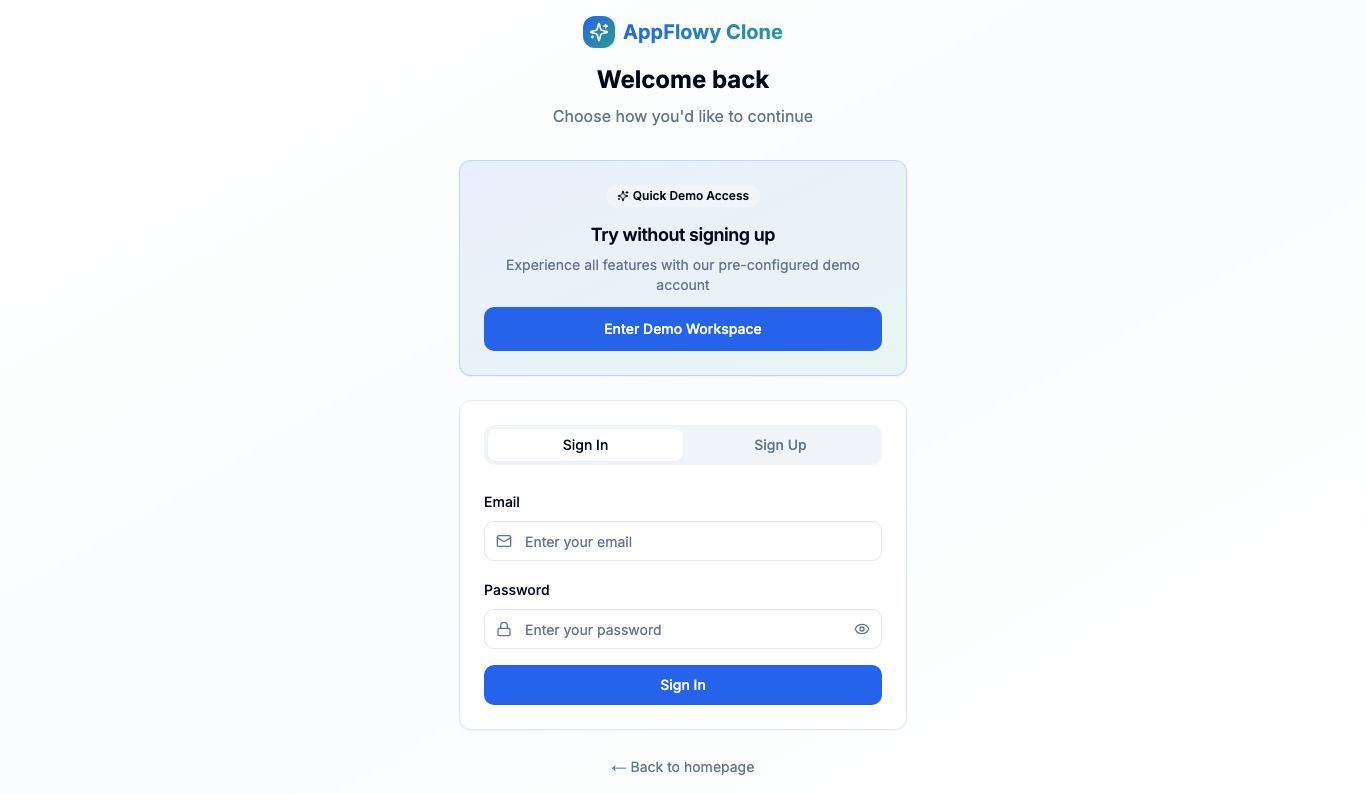 AppFlowy Clone
Welcome back
Choose how you'd like to continue
Quick Demo Access
Try without signing up
Experience all features with our pre-configured demo
account
Enter Demo Workspace
Sign In
Sign Up
Email
Enter your email
Password
Enter your password
Sign In
← Back to homepage